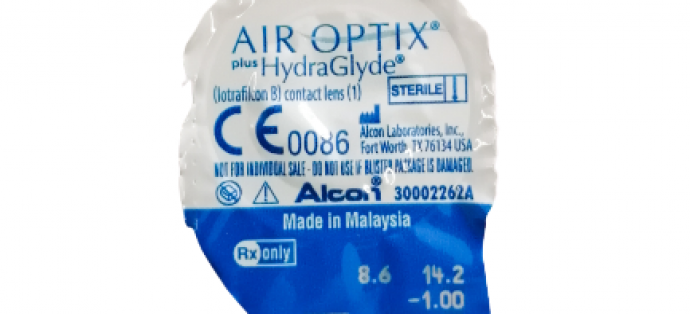 AIR OPTIX®
plus HydraGlyde®
(lotrafilcon B) contact lens (1)
STERILE
CE 0086
Alcon Laboratories, Inc.,
Fort Worth, TX 76134 USA
NOT FOR INDIVIDUAL SALE - DO NOT USE IF BLISTER PACKAGE IS DAMAGED.
Alcon® 30002262A
Made in Malaysia
Rx only
8.6 14.2
-1.00